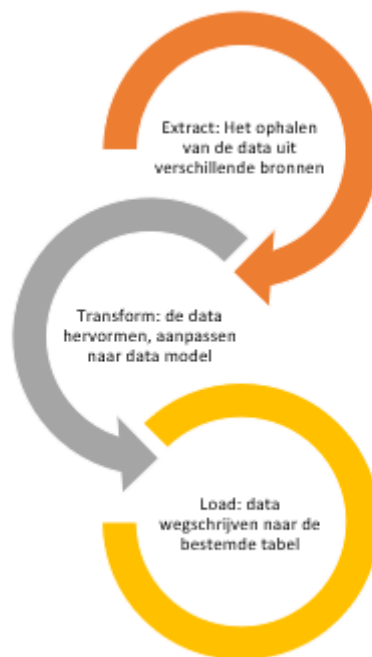 Extract: Het ophalen
van de data uit
verschillende bronnen
Transform: de data
hervormen, aanpassen
naar data model
Load: data
wegschrijven naar de
bestemde tabel